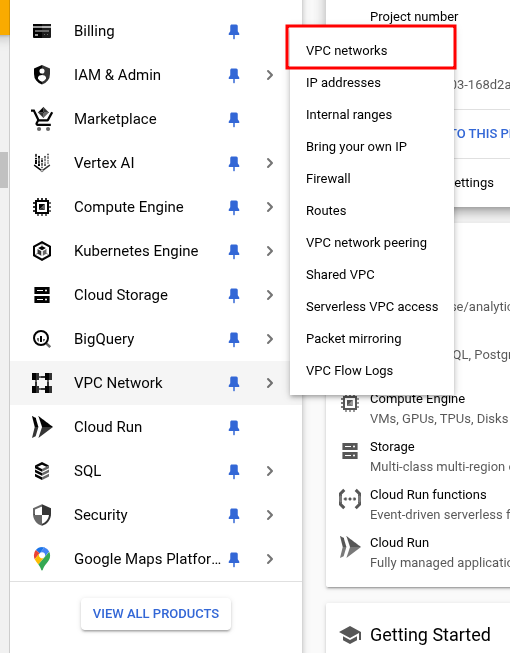 Billing
IAM & Admin
Marketplace
Vertex AI
Compute Engine
Kubernetes Engine
Cloud Storage
BigQuery
VPC Network
Cloud Run
SQL
Security
Google Maps Platfor...
VIEW ALL PRODUCTS
VPC networks
IP addresses
Internal ranges
Bring your own IP
Firewall
Routes
VPC network peering
Shared VPC
Serverless VPC access
Packet mirroring
VPC Flow Logs
Project number
03-168d2a
TO THIS P
ettings
se/analytic
QL, Postgr
Compute Engine
VMs, GPUs, TPUs, Disks
Storage
Multi-class multi-region
Cloud Run functions
Event-driven serverless f
Cloud Run
Fully managed applicatio
Getting Started